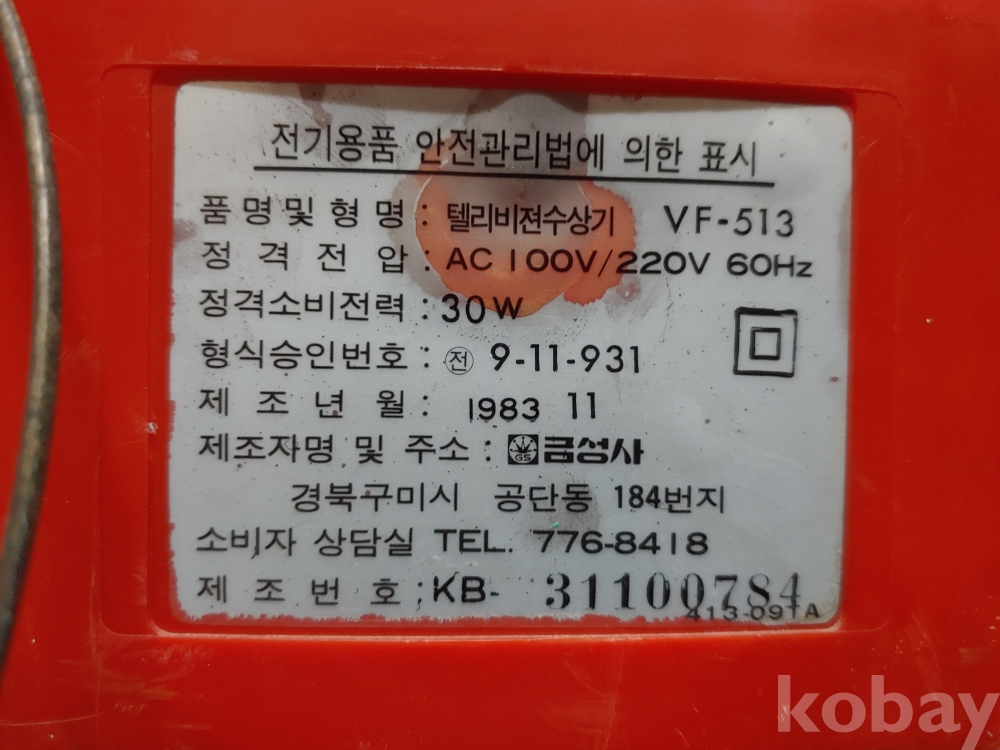 전기용품 안전관리법에 의한 표시
품명및 형명 : 텔리비젼수상기 VF-513
정격전압 : AC 100V/220V 60Hz
정격소비전력 : 30W
형식승인번호 : 전 9-11-931
제조년월 : 1983 11
제조자명 및 주소 : GS 금성사
경북구미시 공단동 184번지
소비자 상담실 TEL. 776-8418
제조번호 ; KB- 31100784
413-091A
kobay